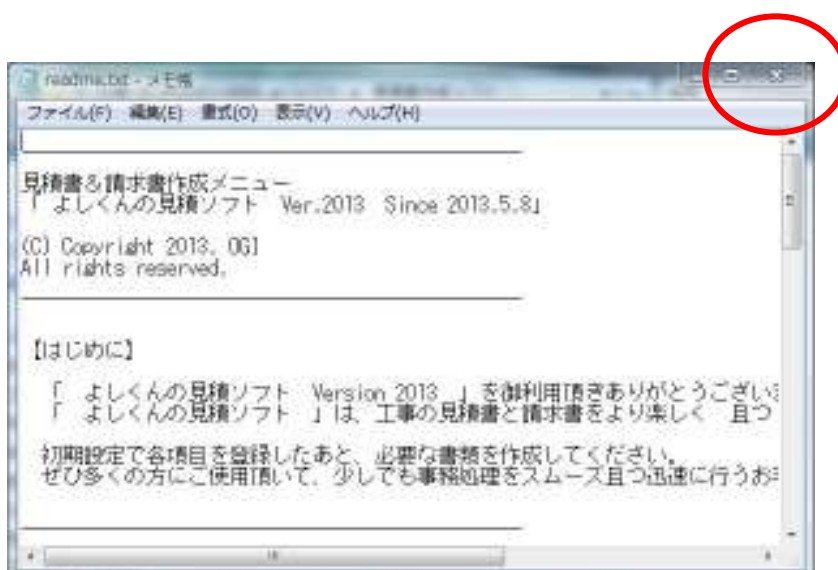 readme.txt - メモ帳
ファイル(F) 編集(E) 書式(O) 表示(V) ヘルプ(H)
見積書&請求書作成メニュー
「 よしくんの見積ソフト Ver.2013 Since 2013.5.8」
(C) Copyright 2013. OGI
All rights reserved.
【はじめに】
「 よしくんの見積ソフト Version 2013 」を御利用頂きありがとうござい
「 よしくんの見積ソフト 」は、工事の見積書と請求書をより楽しく 且つ
初期設定で各項目を登録したあと、必要な書類を作成してください。
ぜひ多くの方にご使用頂いて、少しでも事務処理をスムーズ且つ迅速に行うお